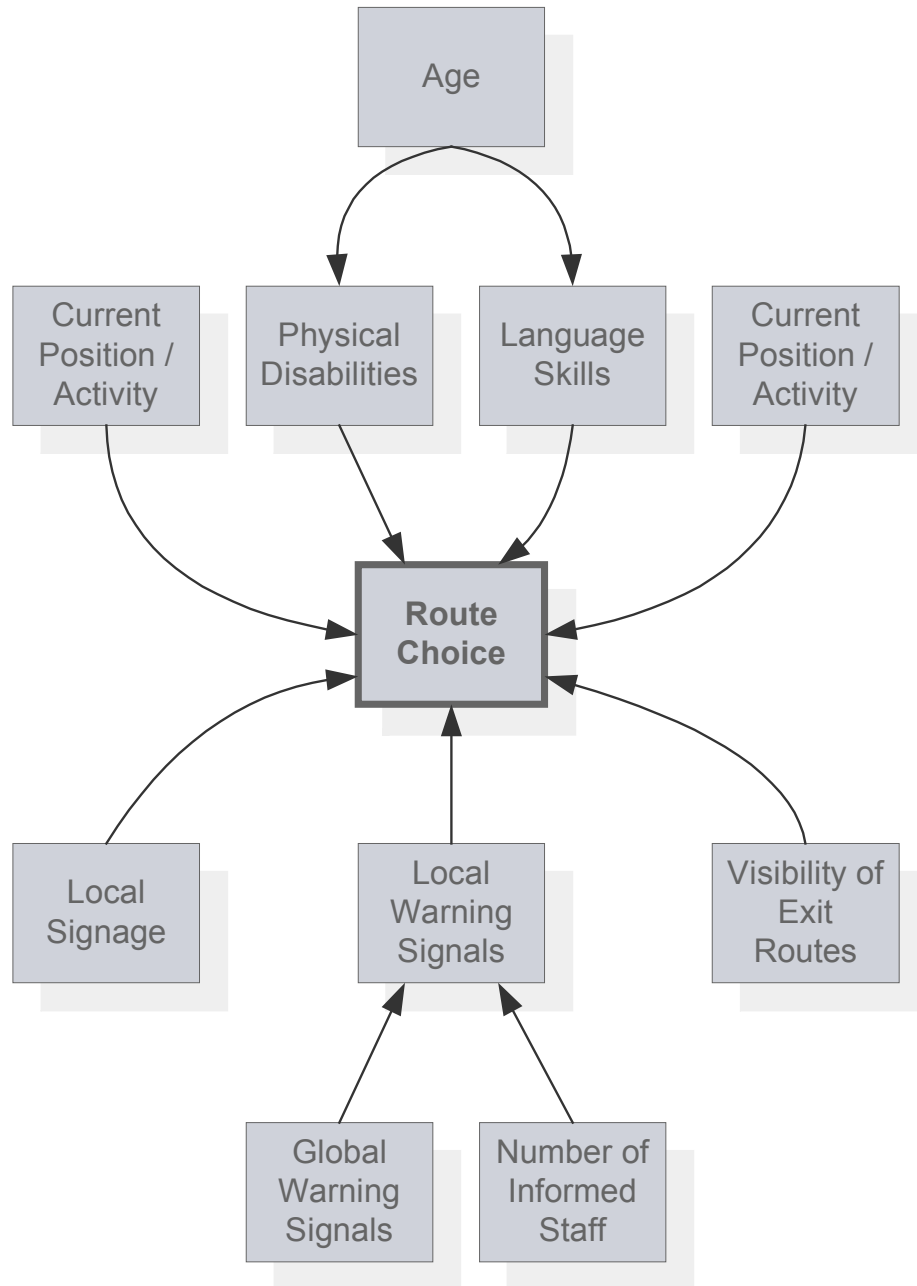 Age
Current
Position /
Activity
Physical
Disabilities
Language
Skills
Current
Position /
Activity
Route
Choice
Local
Signage
Local
Warning
Signals
Visibility of
Exit
Routes
Global
Warning
Signals
Number of
Informed
Staff